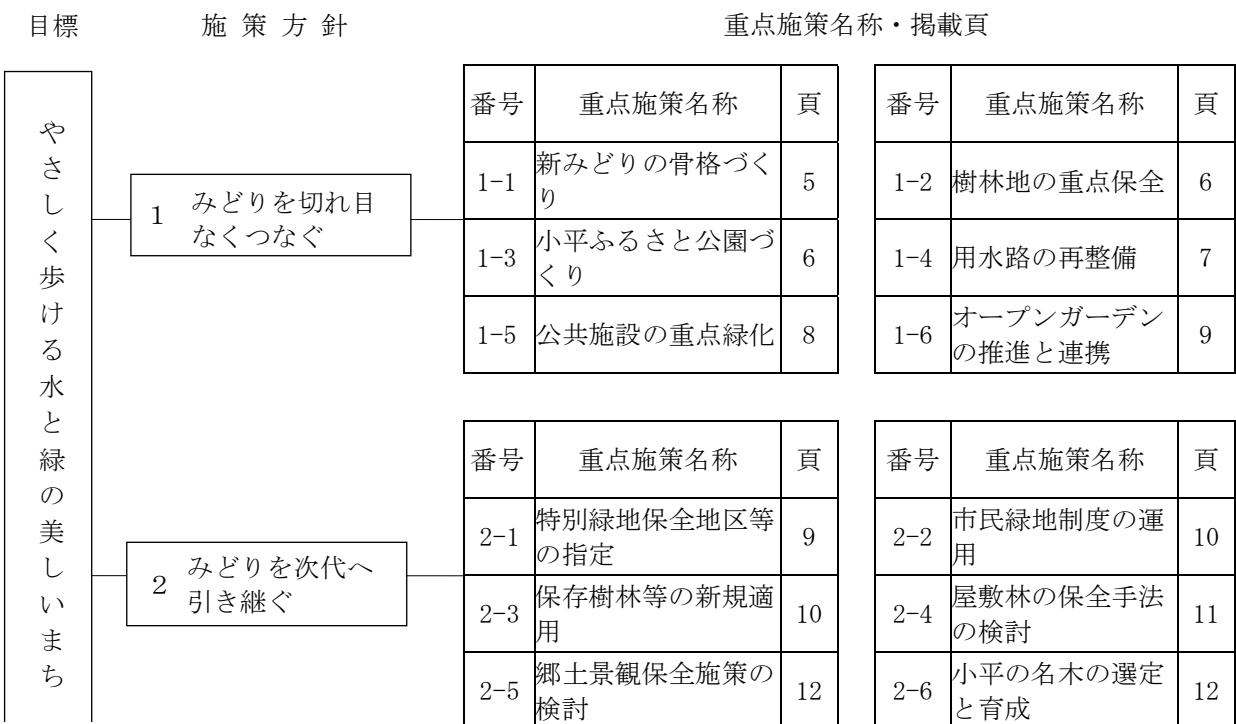 目標
施策方針
重点施策名称・掲載頁
やさしく歩ける水と緑の美しいまち
1 みどりを切れ目
なくつなぐ
番号 重点施策名称 頁
1-1 新みどりの骨格づく
り 5
1-3 小平ふるさと公園づ
くり 6
1-5 公共施設の重点緑化 8
番号 重点施策名称 頁
1-2 樹林地の重点保全 6
1-4 用水路の再整備 7
1-6 オープンガーデン
の推進と連携 9
2 みどりを次代へ
引き継ぐ
番号 重点施策名称 頁
2-1 特別緑地保全地区等
の指定 9
2-3 保存樹林等の新規適
用 10
2-5 郷土景観保全施策の
検討 12
番号 重点施策名称 頁
2-2 市民緑地制度の運
用 10
2-4 屋敷林の保全手法
の検討 11
2-6 小平の名木の選定
と育成 12